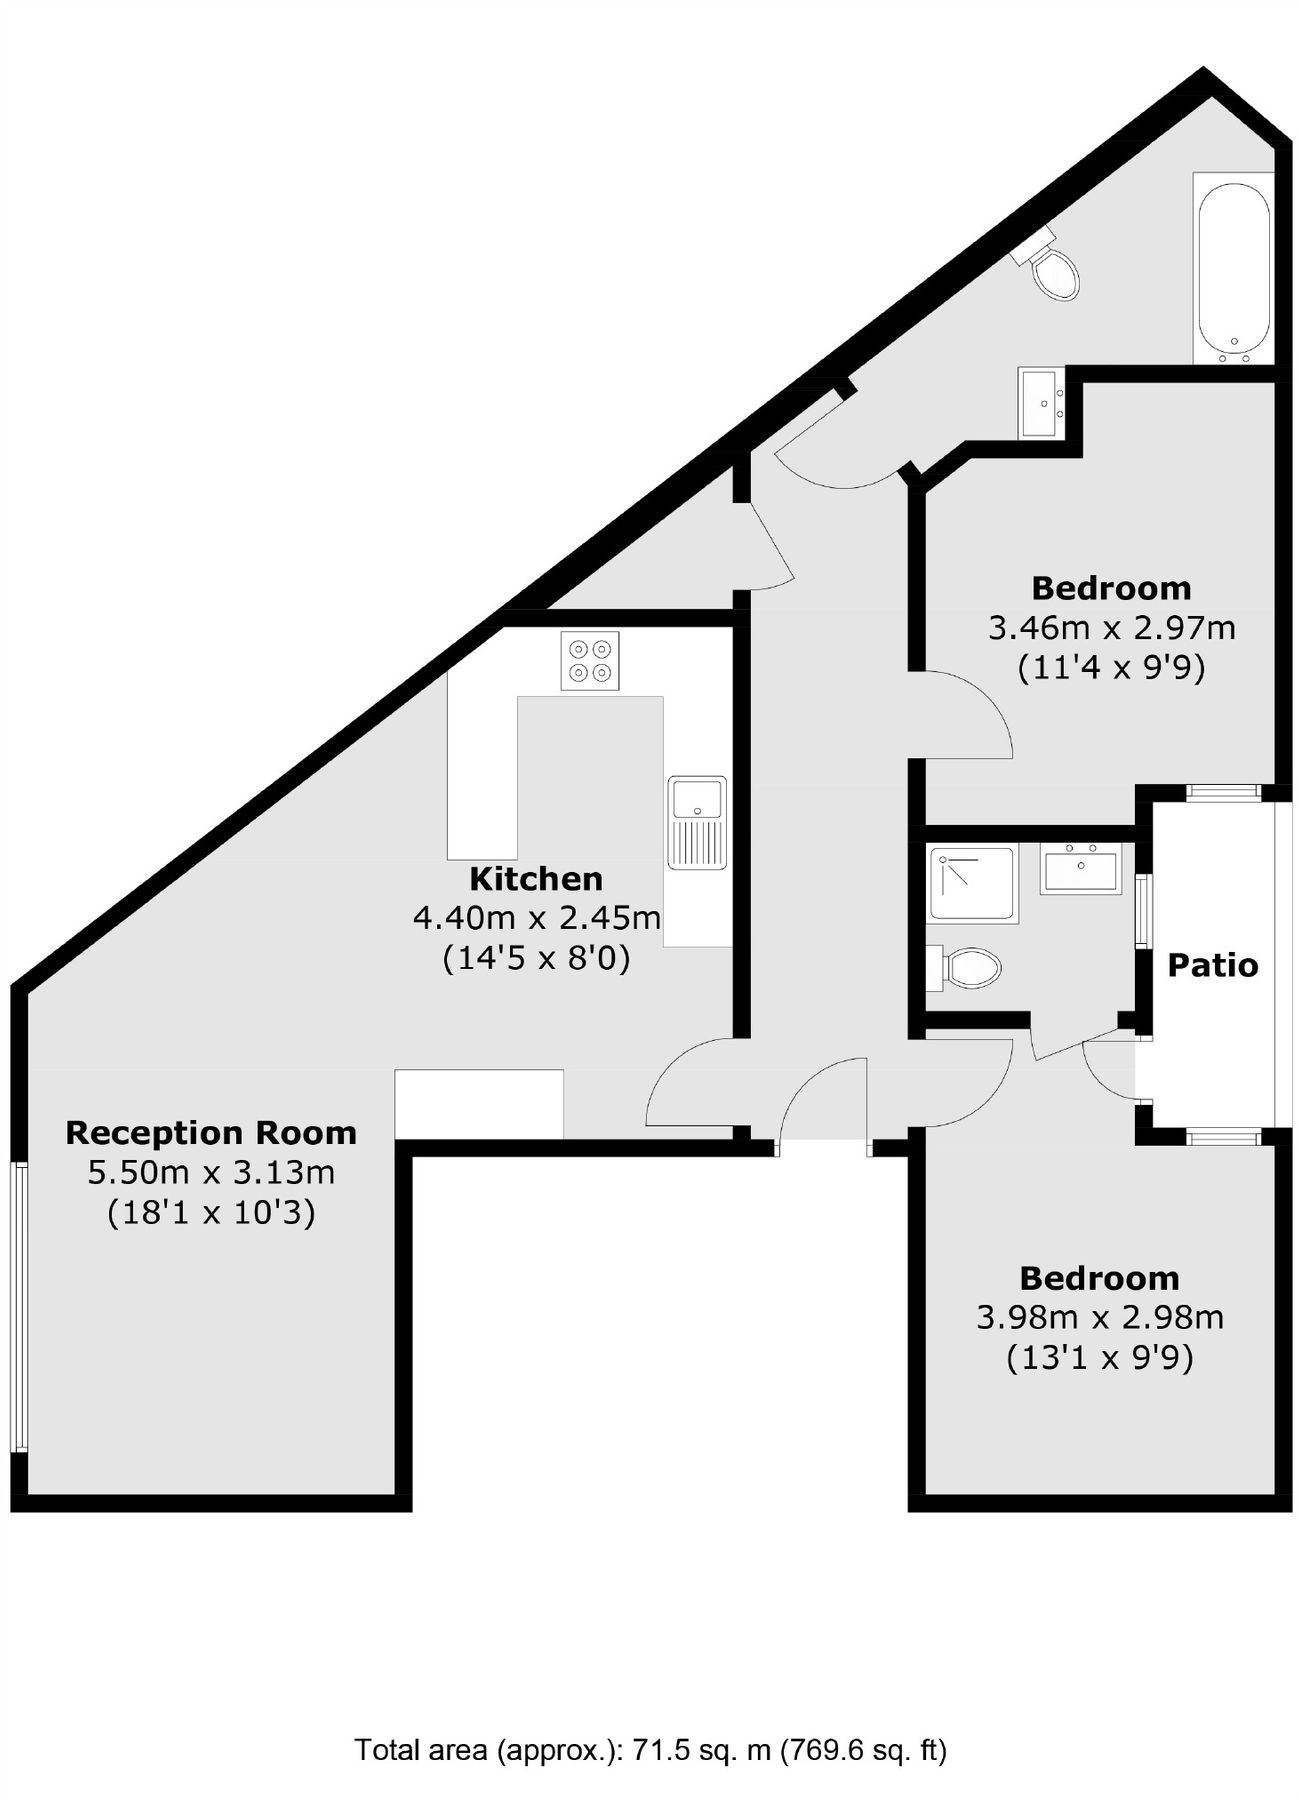 Bedroom
3.46m x 2.97m
(11'4 x 9'9)
Kitchen
4.40m x 2.45m
(14'5 x 8'0)
Patio
Reception Room
5.50m x 3.13m
(18'1 x 10'3)
Bedroom
3.98m x 2.98m
(13'1 x 9'9)
Total area (approx.): 71.5 sq. m (769.6 sq. ft)